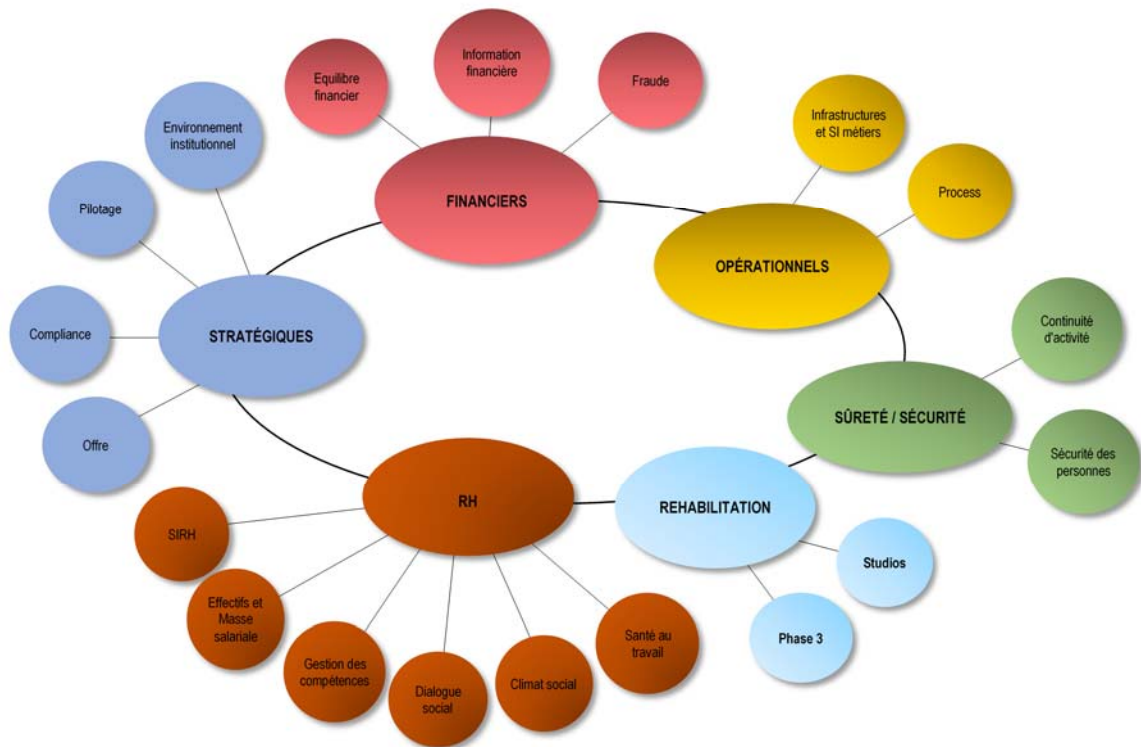 Information
financière
Equilibre
financier
Fraude
Environnement
institutionnel
Infrastructures
et SI métiers
FINANCIERS
Pilotage
Process
OPÉRATIONNELS
Compliance
STRATÉGIQUES
Continuité
d'activité
Offre
SÛRETÉ / SÉCURITÉ
Sécurité des
personnes
RH
REHABILITATION
SIRH
Studios
Effectifs et
Masse
salariale
Santé au
travail
Phase 3
Gestion des
compétences
Climat social
Dialogue
social